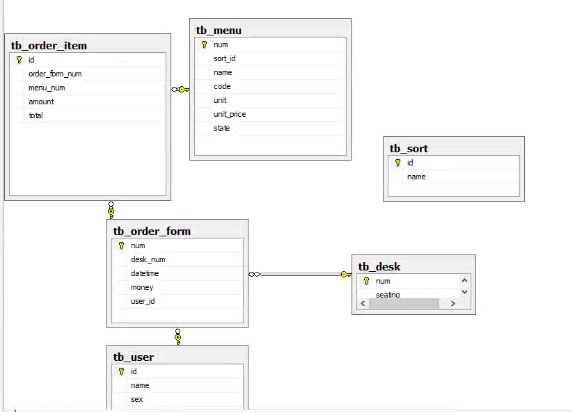 tb_order_item
id
order_form_num
menu_num
amount
total
tb_menu
num
sort_id
name
code
unit
unit_price
state
tb_sort
id
name
tb_order_form
num
desk_num
datetime
money
user_id
tb_desk
num
seating
tb_user
id
name
sex